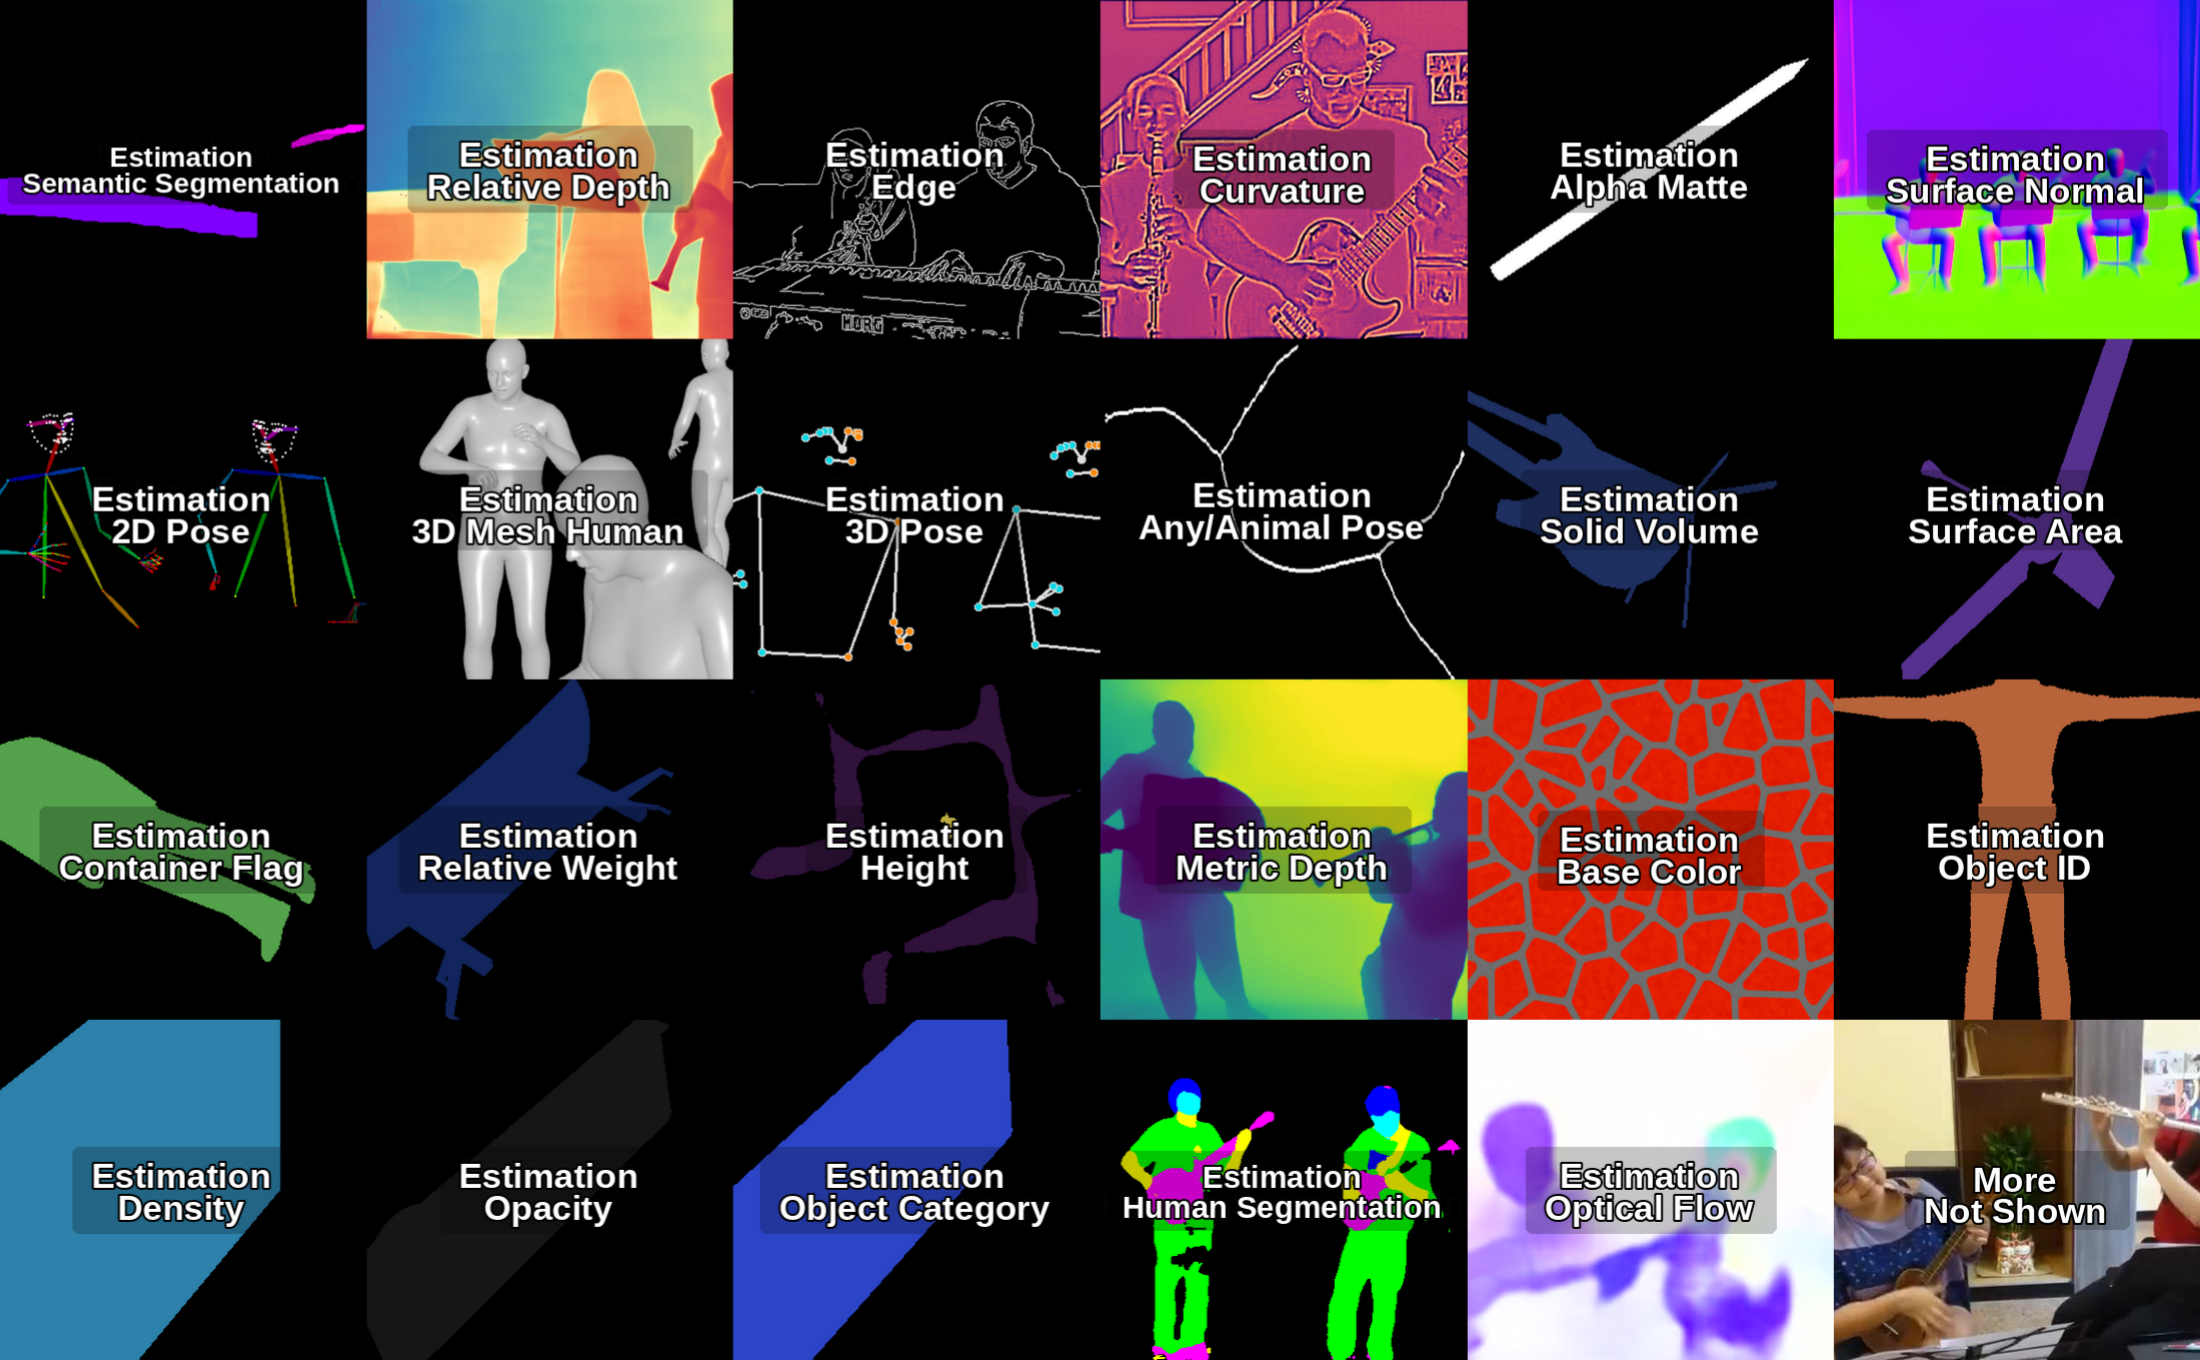 Estimation
Semantic Segmentation
Estimation
Relative Depth
Estimation
Edge
KORG
Estimation
Curvature
Estimation
Alpha Matte
Estimation
Surface Normal
Estimation
2D Pose
Estimation
3D Mesh Human
Estimation
3D Pose
Estimation
Any/Animal Pose
Estimation
Solid Volume
Estimation
Surface Area
Estimation
Container Flag
Estimation
Relative Weight
Estimation
Height
Estimation
Metric Depth
Estimation
Base Color
Estimation
Object ID
Estimation
Density
Estimation
Opacity
Estimation
Object Category
Estimation
Human Segmentation
Estimation
Optical Flow
More
Not Shown